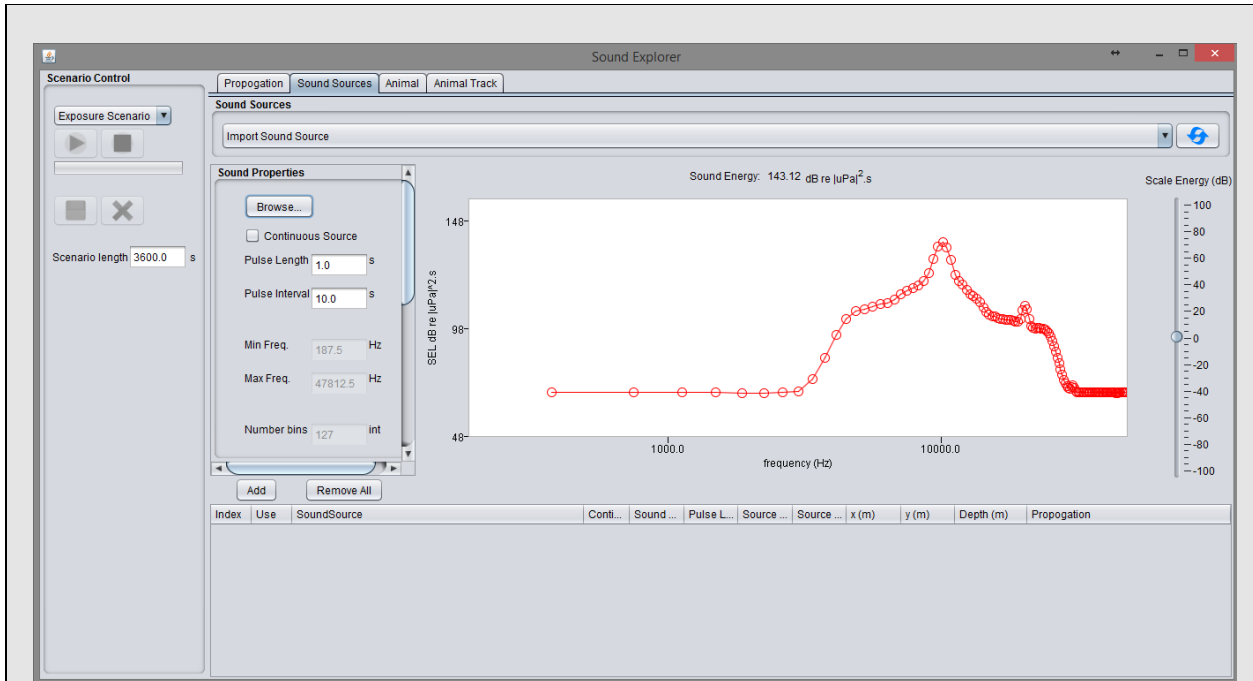 Sound Explorer
Scenario Control
Exposure Scenario
Scenario length 3600.0 s
Propogation Sound Sources Animal Animal Track
Sound Sources
Import Sound Source
Sound Properties
Browse...
Continuous Source
Pulse Length 1.0 s
Pulse Interval 10.0 s
Min Freq. 187.5 Hz
Max Freq. 47812.5 Hz
Number bins 127 int
Add Remove All
Sound Energy: 143.12 dB re |uPa|².s
148
98
48
SEL dB re |uPa|^2.s
1000.0 10000.0
frequency (Hz)
Scale Energy (dB)
100
80
60
40
20
0
-20
-40
-60
-80
-100
Index Use SoundSource Conti... Sound ... Pulse L... Source ... Source ... x (m) y (m) Depth (m) Propogation